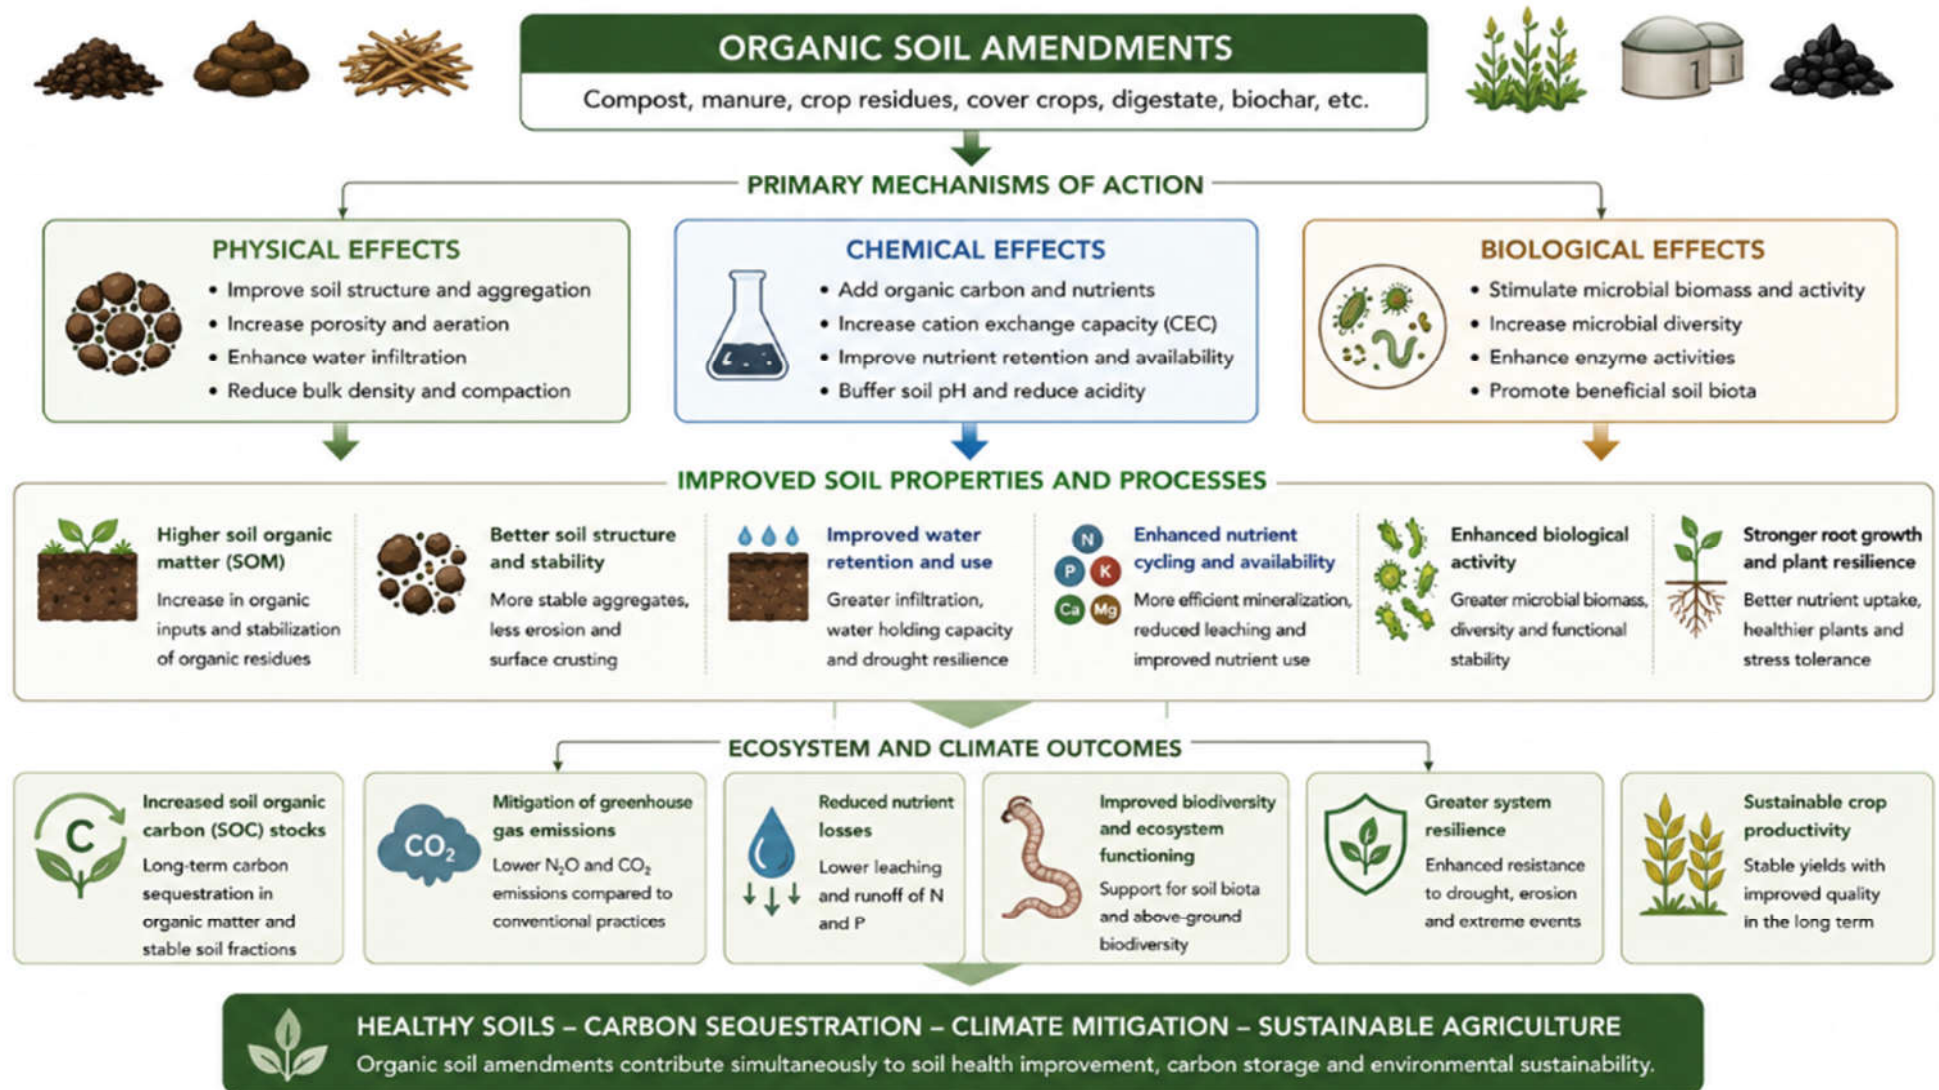 ORGANIC SOIL AMENDMENTS
Compost, manure, crop residues, cover crops, digestate, biochar, etc.
PRIMARY MECHANISMS OF ACTION
PHYSICAL EFFECTS
• Improve soil structure and aggregation
• Increase porosity and aeration
• Enhance water infiltration
• Reduce bulk density and compaction
CHEMICAL EFFECTS
• Add organic carbon and nutrients
• Increase cation exchange capacity (CEC)
• Improve nutrient retention and availability
• Buffer soil pH and reduce acidity
BIOLOGICAL EFFECTS
• Stimulate microbial biomass and activity
• Increase microbial diversity
• Enhance enzyme activities
• Promote beneficial soil biota
IMPROVED SOIL PROPERTIES AND PROCESSES
Higher soil organic
matter (SOM)
Increase in organic
inputs and stabilization
of organic residues
Better soil structure
and stability
More stable aggregates,
less erosion and
surface crusting
Improved water
retention and use
Greater infiltration,
water holding capacity
and drought resilience
N
P K
Ca Mg
Enhanced nutrient
cycling and availability
More efficient mineralization,
reduced leaching and
improved nutrient use
Enhanced biological
activity
Greater microbial biomass,
diversity and functional
stability
Stronger root growth
and plant resilience
Better nutrient uptake,
healthier plants and
stress tolerance
ECOSYSTEM AND CLIMATE OUTCOMES
C
Increased soil organic
carbon (SOC) stocks
Long-term carbon
sequestration in
organic matter and
stable soil fractions
CO₂
Mitigation of greenhouse
gas emissions
Lower N₂O and CO₂
emissions compared to
conventional practices
Reduced nutrient
losses
Lower leaching
and runoff of N
and P
Improved biodiversity
and ecosystem
functioning
Support for soil biota
and above-ground
biodiversity
Greater system
resilience
Enhanced resistance
to drought, erosion
and extreme events
Sustainable crop
productivity
Stable yields with
improved quality
in the long term
HEALTHY SOILS – CARBON SEQUESTRATION – CLIMATE MITIGATION – SUSTAINABLE AGRICULTURE
Organic soil amendments contribute simultaneously to soil health improvement, carbon storage and environmental sustainability.